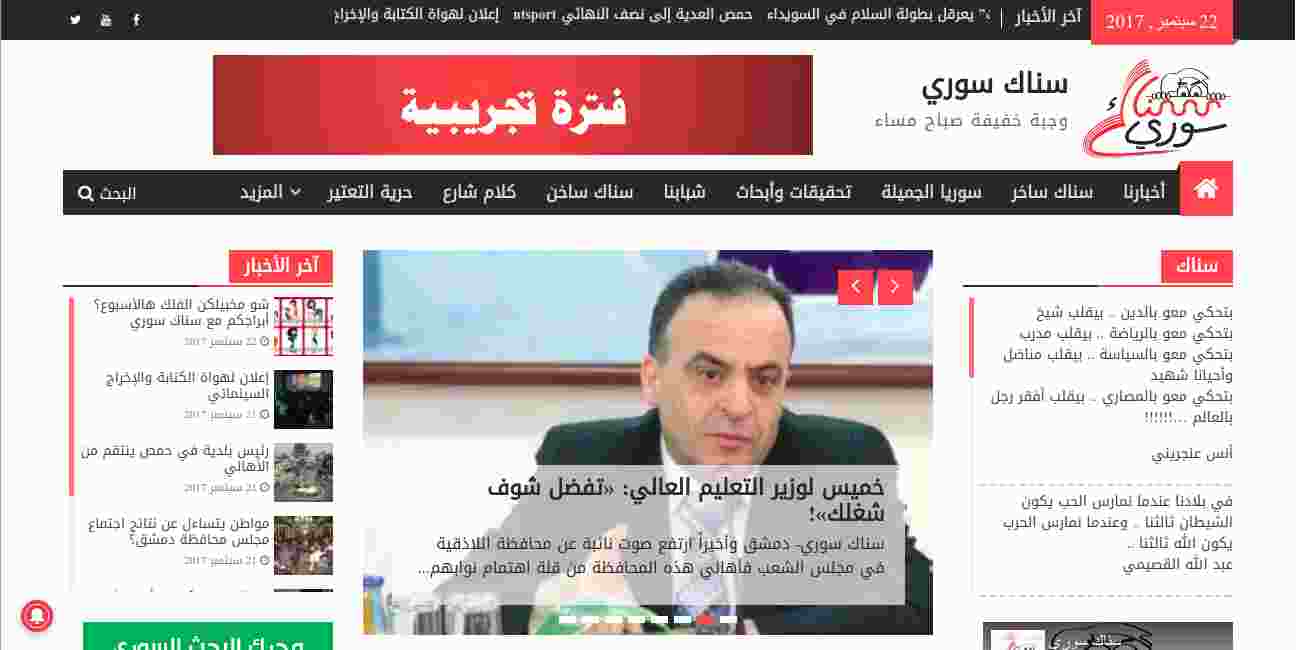 22 سبتمبر , 2017
آخر الأخبار
يعرقل بطولة السلام في السويداء
حمص العدية إلى نصف النهائي ntsport
إعلان لهواة الكتابة والإخراج
سناك سوري
سناك سوري
وجبة خفيفة صباح مساء
فترة تجريبية
أخبارنا
سناك ساخر
سوريا الجميلة
تحقيقات وأبحاث
شبابنا
سناك ساخن
كلام شارع
حرية التعتير
المزيد
البحث
سناك
بتحكي معو بالدين .. بيقلب شيخ
بتحكي معو بالرياضة .. بيقلب مدرب
بتحكي معو بالسياسة .. بيقلب مناضل
وأحيانا شهيد
بتحكي معو بالمصاري .. بيقلب أفقر رجل
بالعالم ...!!!!!!
أنس عنجريني
في بلادنا عندما نمارس الحب يكون
الشيطان ثالثنا .. وعندما نمارس الحرب
يكون الله ثالثنا ..
عبد الله القصيمي
سناك سوري
خميس لوزير التعليم العالي: «تفضل شوف
شغلك»!
سناك سوري- دمشق وأخيراً ارتفع صوت نائبة عن محافظة اللاذقية
في مجلس الشعب فأهالي هذه المحافظة من قلة اهتمام نوابهم...
آخر الأخبار
شو مخبيلكن الفلك هالأسبوع؟
أبراجكم مع سناك سوري
22 سبتمبر 2017
إعلان لهواة الكتابة والإخراج
السينمائي
21 سبتمبر 2017
رئيس بلدية في حمص ينتقم من
الأهالي
21 سبتمبر 2017
مواطن يتساءل عن نتائج اجتماع
مجلس محافظة دمشق؟
21 سبتمبر 2017
محرك البحث السوري